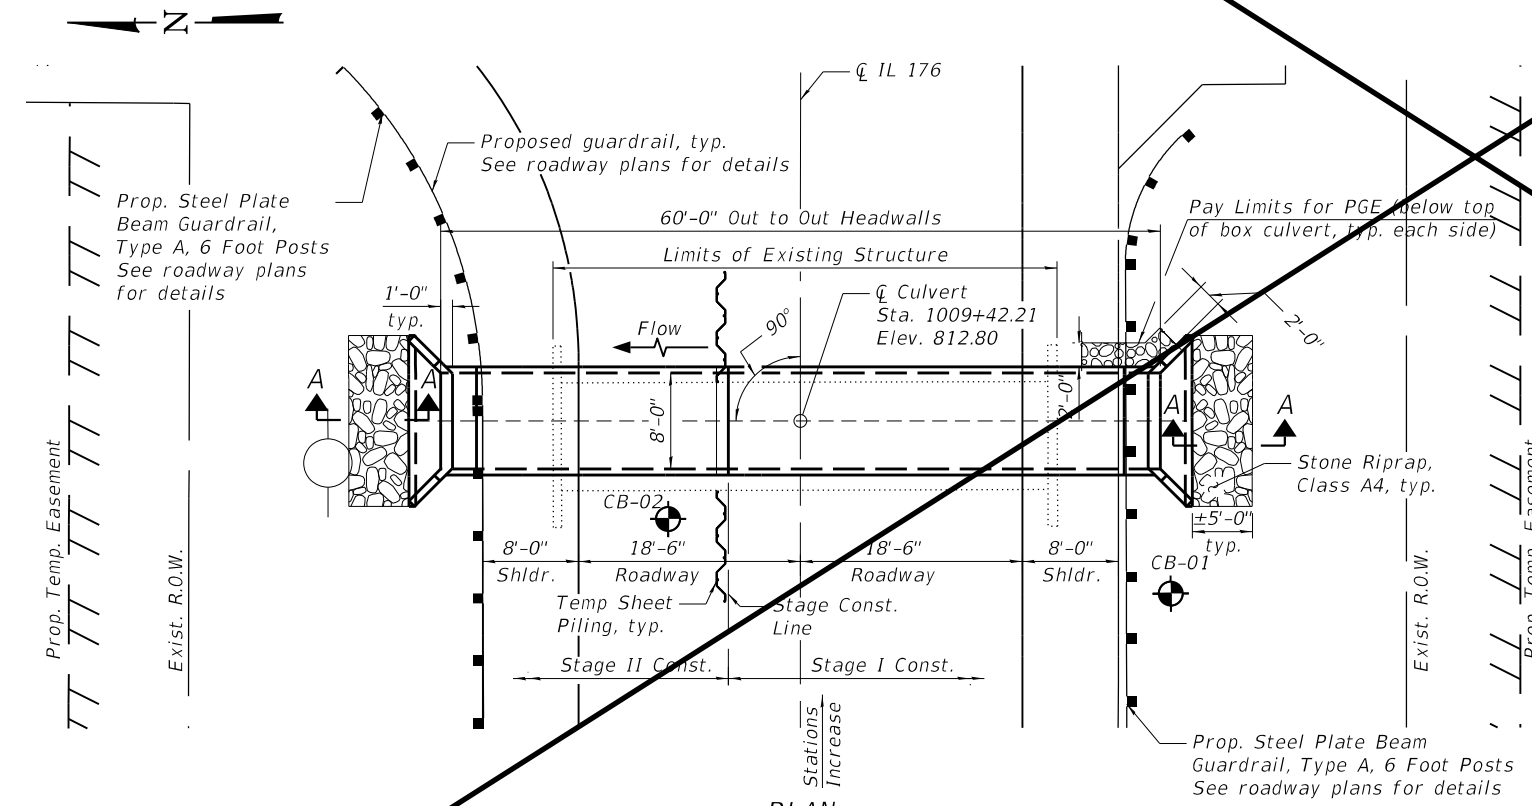 N
℄ IL 176
Proposed guardrail, typ.
See roadway plans for details
Prop. Steel Plate
Beam Guardrail,
Type A, 6 Foot Posts
See roadway plans
for details
60'-0" Out to Out Headwalls
Pay Limits for PGE (below top
of box culvert, typ. each side)
Limits of Existing Structure
1'-0"
typ.
Flow
90°
℄ Culvert
Sta. 1009+42.21
Elev. 812.80
2'-0"
A
A
8'-0"
2'-0"
A
A
Stone Riprap,
Class A4, typ.
±5'-0"
typ.
CB-02
CB-01
8'-0"
Shldr.
18'-6"
Roadway
18'-6"
Roadway
8'-0"
Shldr.
Temp Sheet
Piling, typ.
Stage Const.
Line
Stage II Const.
Stage I Const.
Prop. Temp. Easement
Exist. R.O.W.
Exist. R.O.W.
Prop. Temp. Easement
Stations
Increase
Prop. Steel Plate Beam
Guardrail, Type A, 6 Foot Posts
See roadway plans for details
PLAN